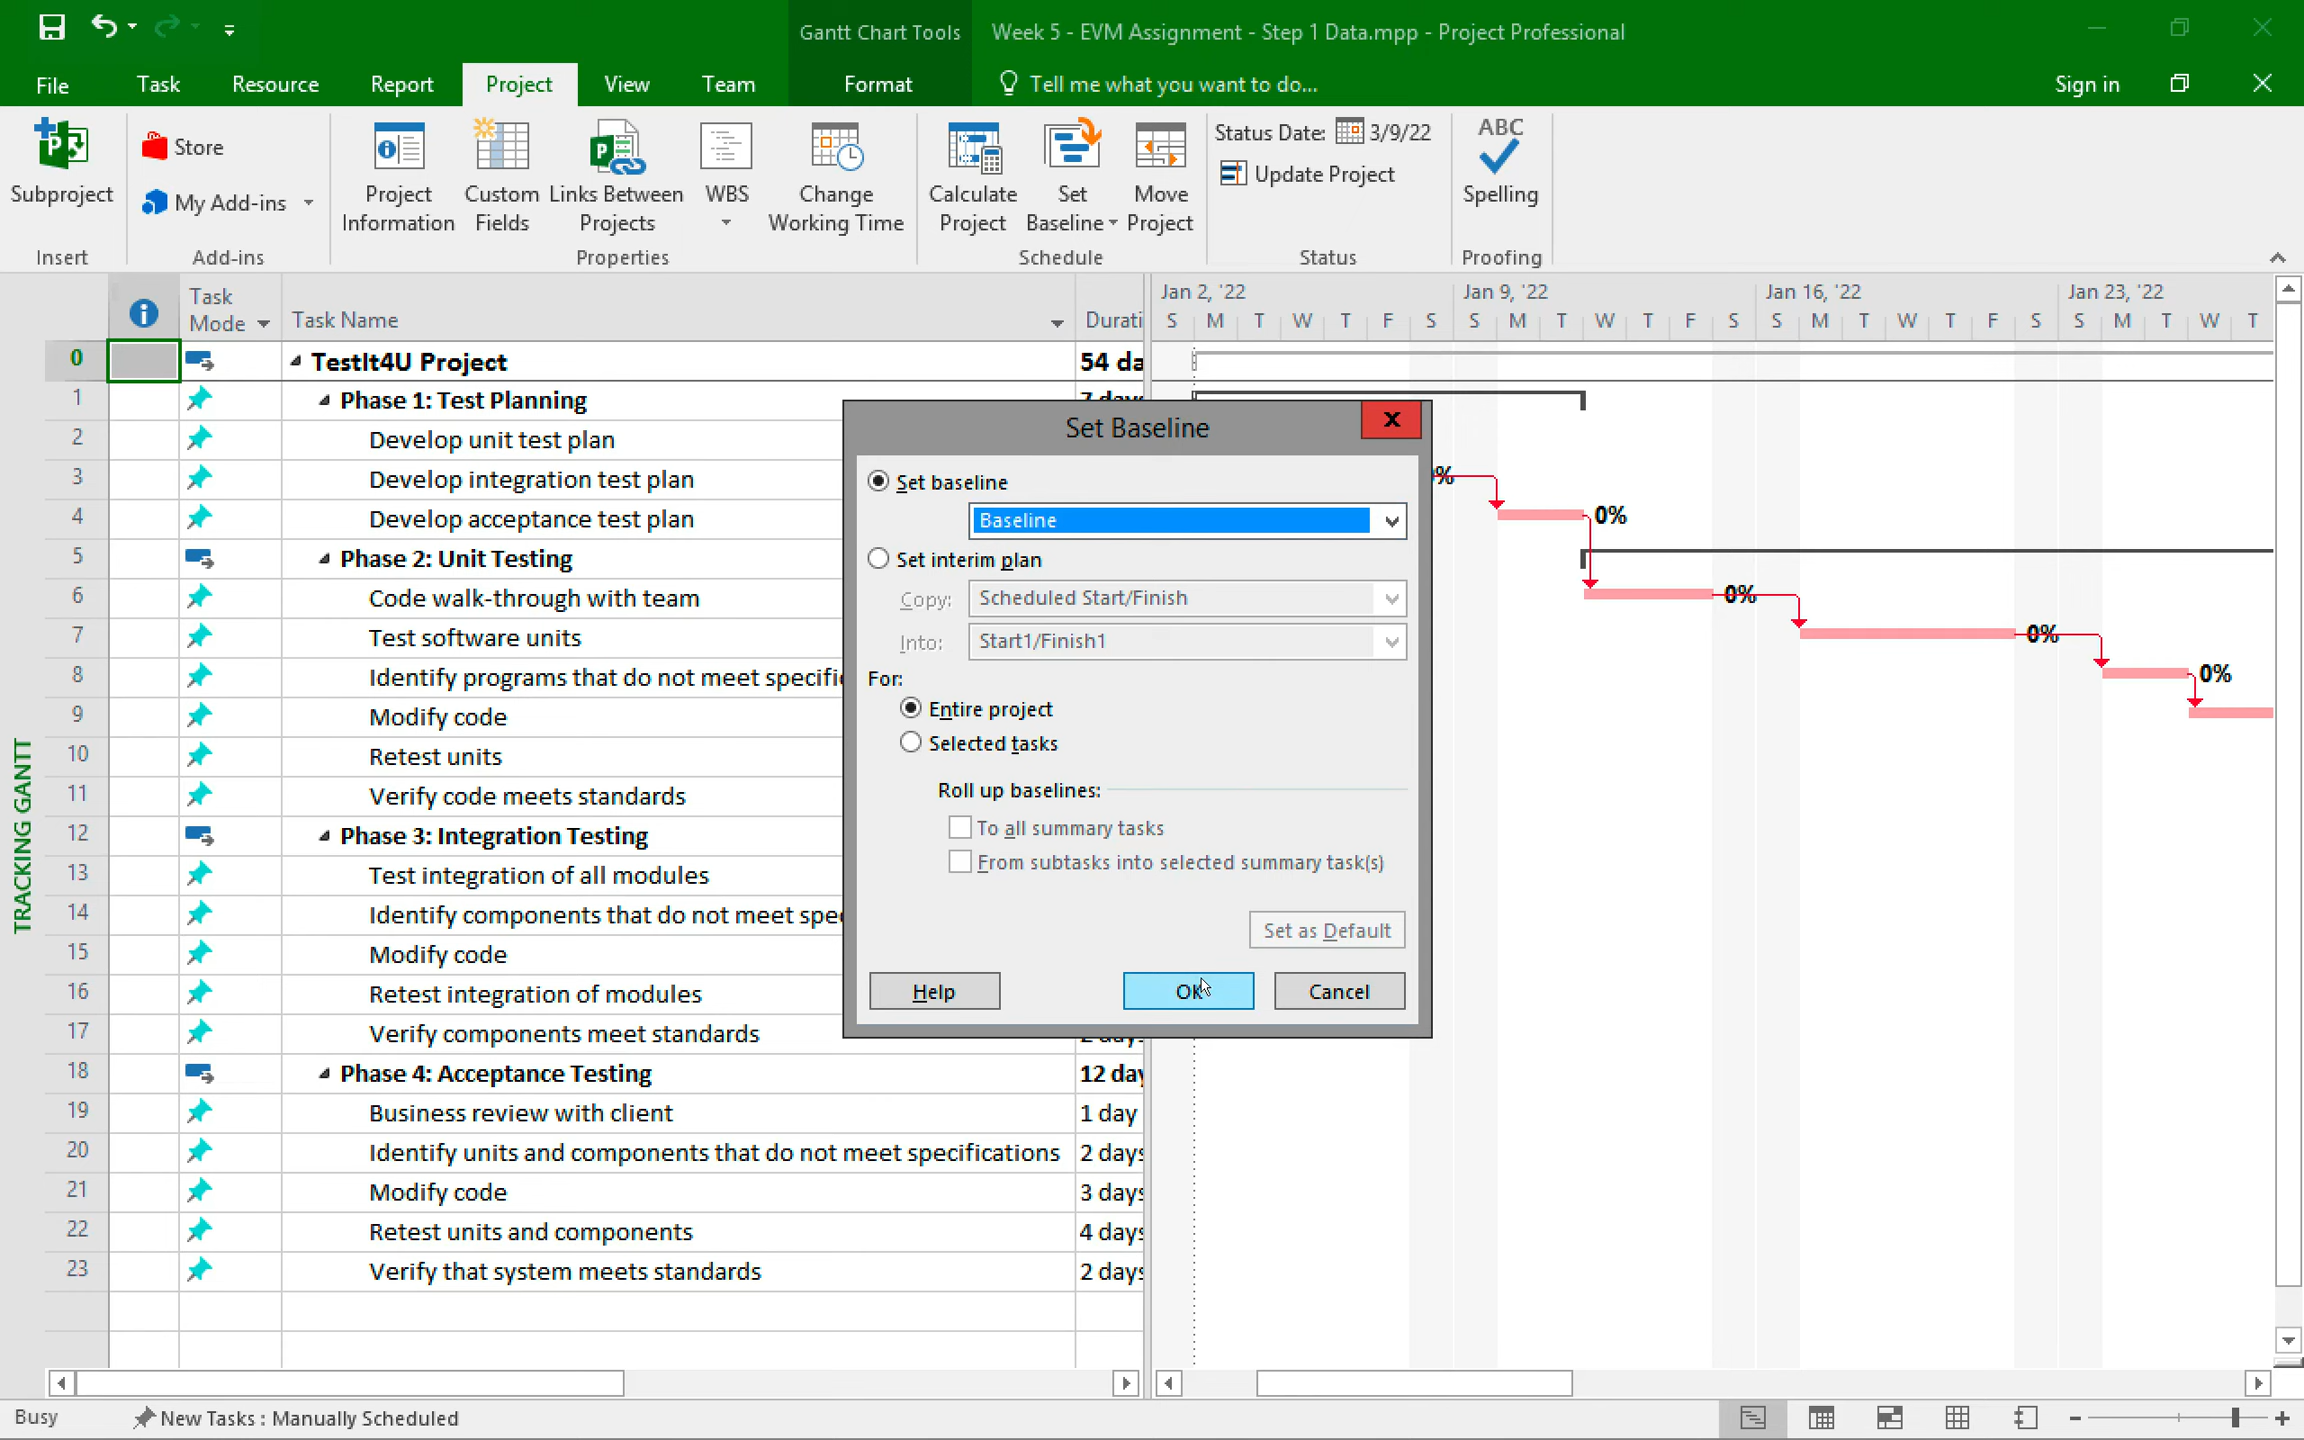 Gantt Chart Tools
Week 5 - EVM Assignment - Step 1 Data.mpp - Project Professional
File Task Resource Report Project View Team Format Tell me what you want to do... Sign in
Subproject
Store
My Add-ins
Project Information
Custom Fields
Links Between Projects
WBS
Change Working Time
Calculate Project
Set Baseline
Move Project
Status Date: 3/9/22
Update Project
ABC
Spelling
Insert Add-ins Properties Schedule Status Proofing
Task Mode Task Name Durati
Jan 2, '22 Jan 9, '22 Jan 16, '22 Jan 23, '22
S M T W T F S S M T W T F S S M T W T F S S M T W T
0 TestIt4U Project 54 da
1 Phase 1: Test Planning 7 days
2 Develop unit test plan
3 Develop integration test plan
4 Develop acceptance test plan 0%
5 Phase 2: Unit Testing
6 Code walk-through with team 0%
7 Test software units 0%
8 Identify programs that do not meet specifi 0%
9 Modify code
10 Retest units
11 Verify code meets standards
12 Phase 3: Integration Testing
13 Test integration of all modules
14 Identify components that do not meet spe
15 Modify code
16 Retest integration of modules
17 Verify components meet standards
18 Phase 4: Acceptance Testing 12 day
19 Business review with client 1 day
20 Identify units and components that do not meet specifications 2 days
21 Modify code 3 days
22 Retest units and components 4 days
23 Verify that system meets standards 2 days
TRACKING GANTT
Set Baseline
x
Set baseline
Baseline
Set interim plan
Copy: Scheduled Start/Finish
Into: Start1/Finish1
For:
Entire project
Selected tasks
Roll up baselines:
To all summary tasks
From subtasks into selected summary task(s)
Set as Default
Help OK Cancel
Busy New Tasks : Manually Scheduled